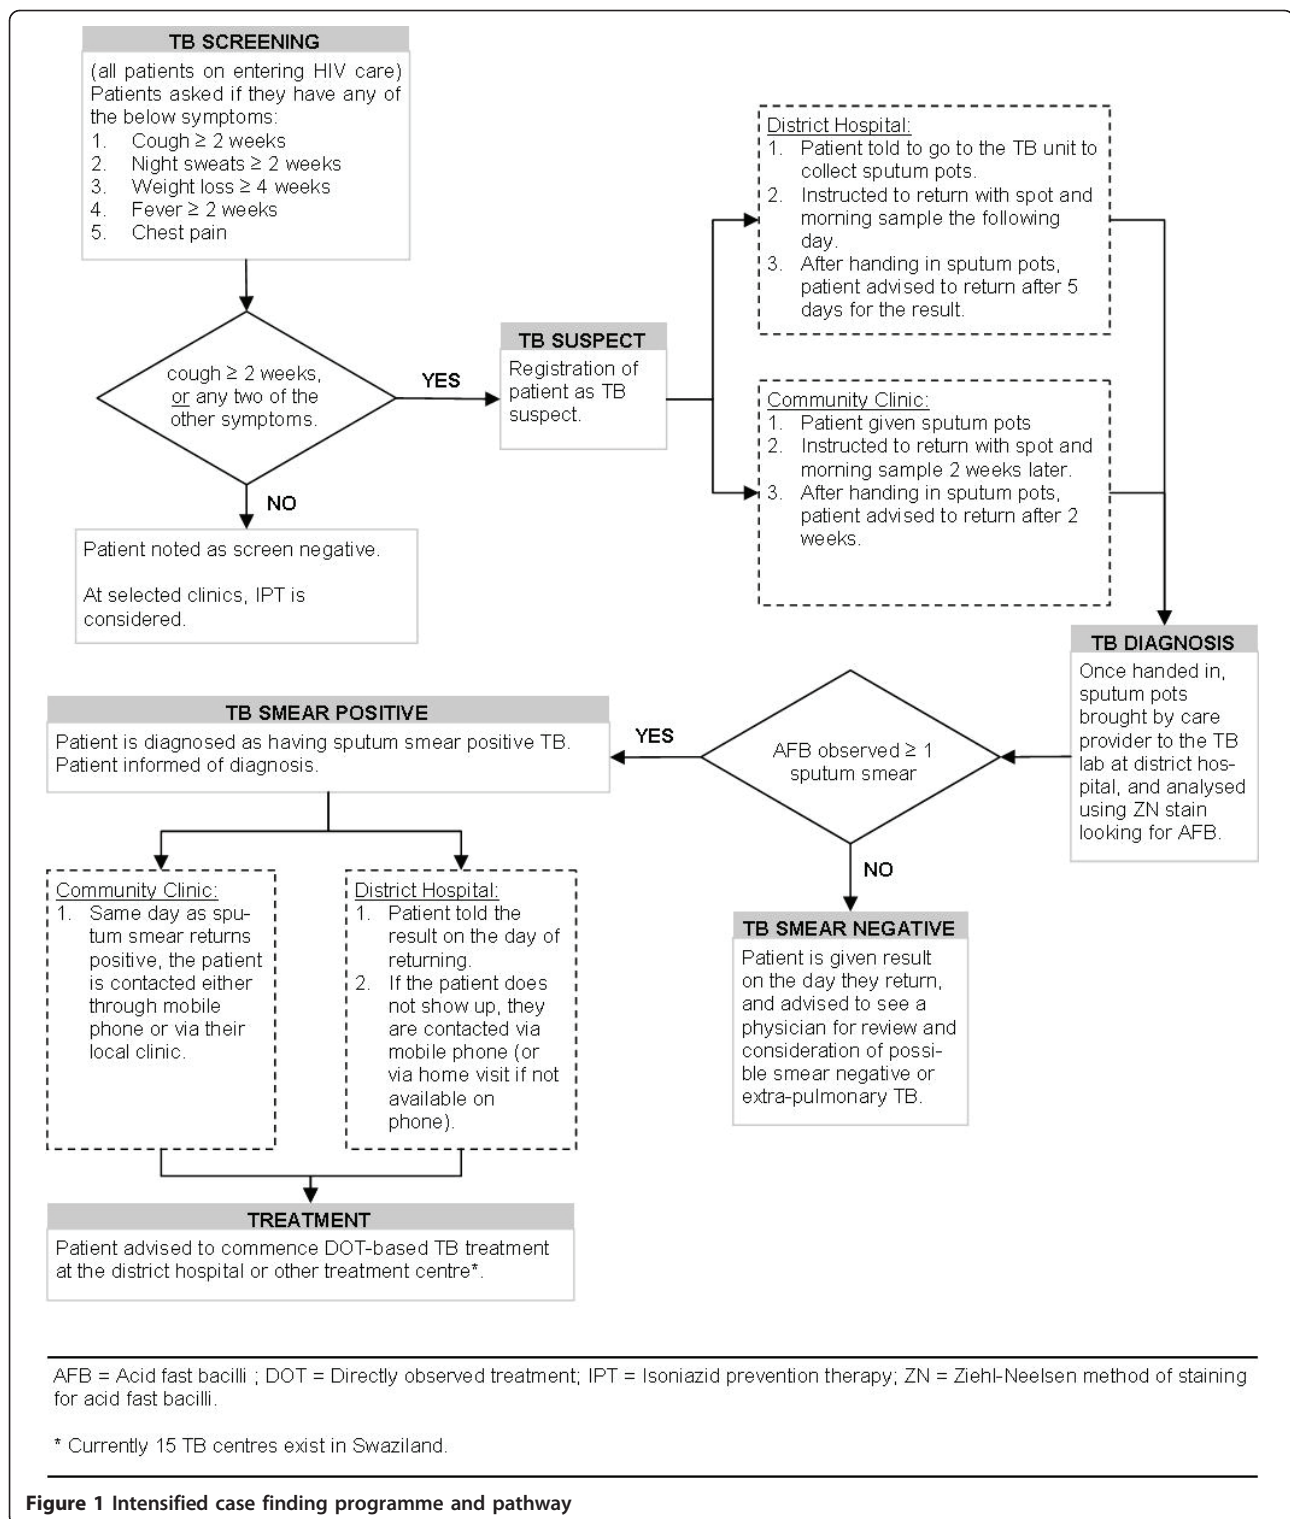 TB SCREENING
(all patients on entering HIV care)
Patients asked if they have any of
the below symptoms:
1. Cough ≥ 2 weeks
2. Night sweats ≥ 2 weeks
3. Weight loss ≥ 4 weeks
4. Fever ≥ 2 weeks
5. Chest pain
cough ≥ 2 weeks,
or any two of the
other symptoms.
YES
NO
Patient noted as screen negative.
At selected clinics, IPT is
considered.
TB SUSPECT
Registration of
patient as TB
suspect.
District Hospital:
1. Patient told to go to the TB unit to
collect sputum pots.
2. Instructed to return with spot and
morning sample the following
day.
3. After handing in sputum pots,
patient advised to return after 5
days for the result.
Community Clinic:
1. Patient given sputum pots
2. Instructed to return with spot and
morning sample 2 weeks later.
3. After handing in sputum pots,
patient advised to return after 2
weeks.
TB DIAGNOSIS
Once handed in,
sputum pots
brought by care
provider to the TB
lab at district hos-
pital, and analysed
using ZN stain
looking for AFB.
AFB observed ≥ 1
sputum smear
YES
NO
TB SMEAR NEGATIVE
Patient is given result
on the day they return,
and advised to see a
physician for review and
consideration of possi-
ble smear negative or
extra-pulmonary TB.
TB SMEAR POSITIVE
Patient is diagnosed as having sputum smear positive TB.
Patient informed of diagnosis.
Community Clinic:
1. Same day as spu-
tum smear returns
positive, the patient
is contacted either
through mobile
phone or via their
local clinic.
District Hospital:
1. Patient told the
result on the day of
returning.
2. If the patient does
not show up, they
are contacted via
mobile phone (or
via home visit if not
available on
phone).
TREATMENT
Patient advised to commence DOT-based TB treatment
at the district hospital or other treatment centre*.
AFB = Acid fast bacilli ; DOT = Directly observed treatment; IPT = Isoniazid prevention therapy; ZN = Ziehl-Neelsen method of staining
for acid fast bacilli.
* Currently 15 TB centres exist in Swaziland.
Figure 1 Intensified case finding programme and pathway